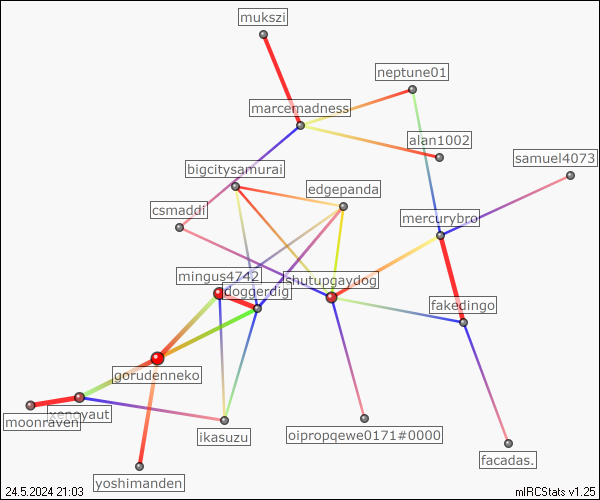 mukszi
neptune01
marcemadness
alan1002
samuel4073
bigcitysamurai
edgepanda
csmaddi
mercurybro
mingus4742
shutupgaydog
doggerdig
fakedingo
gorudenneko
xenoyaut
moonraven
ikasuzu
oipropqewe0171#0000
facadas.
yoshimanden
24.5.2024 21:03
mIRCStats v1.25